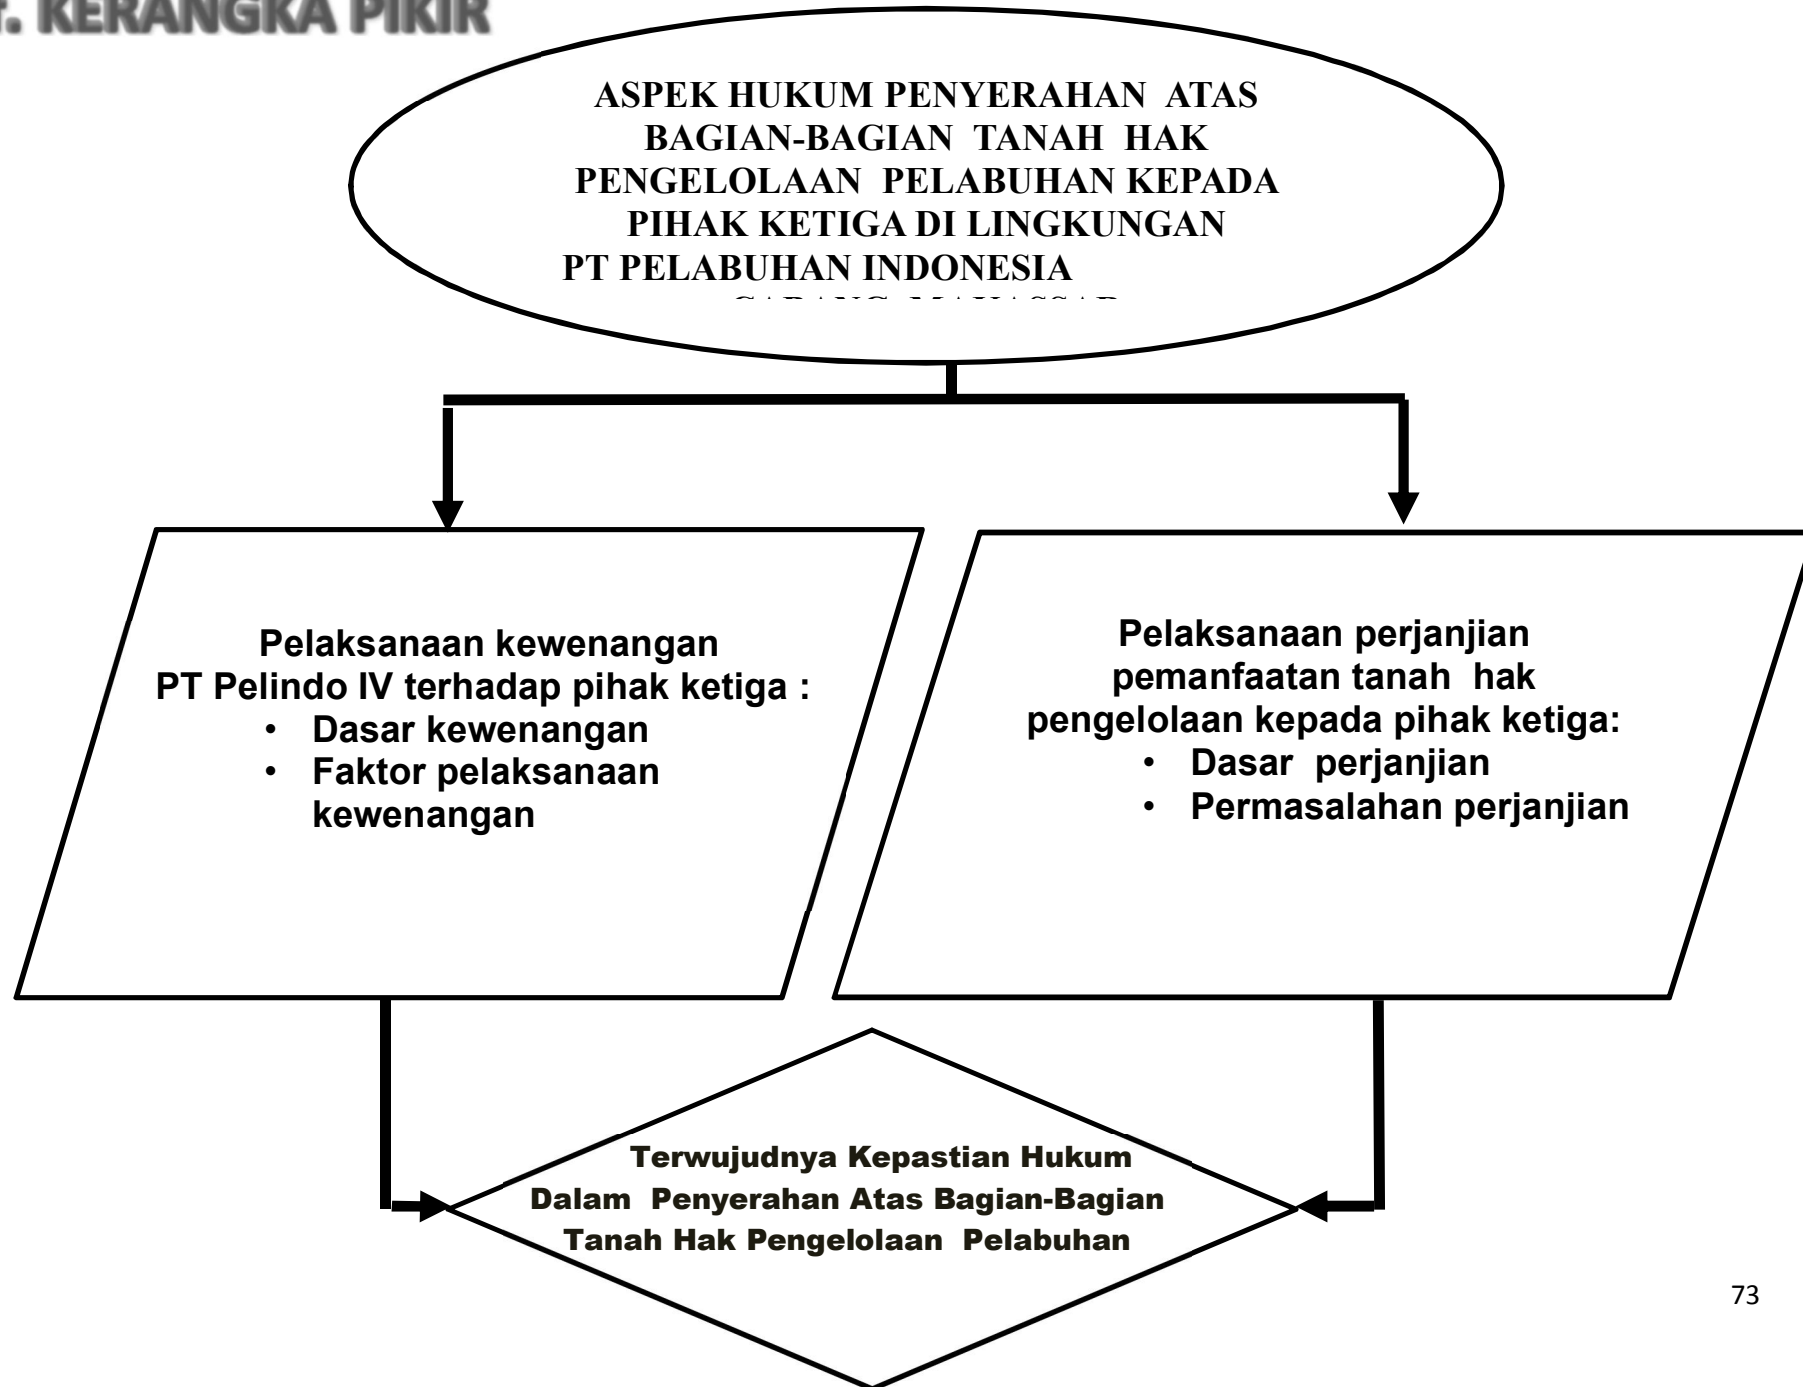 KERANGKA PIKIR
ASPEK HUKUM PENYERAHAN ATAS
BAGIAN-BAGIAN TANAH HAK
PENGELOLAAN PELABUHAN KEPADA
PIHAK KETIGA DI LINGKUNGAN
PT PELABUHAN INDONESIA
Pelaksanaan kewenangan
PT Pelindo IV terhadap pihak ketiga :
• Dasar kewenangan
• Faktor pelaksanaan
kewenangan
Pelaksanaan perjanjian
pemanfaatan tanah hak
pengelolaan kepada pihak ketiga:
• Dasar perjanjian
• Permasalahan perjanjian
Terwujudnya Kepastian Hukum
Dalam Penyerahan Atas Bagian-Bagian
Tanah Hak Pengelolaan Pelabuhan
73